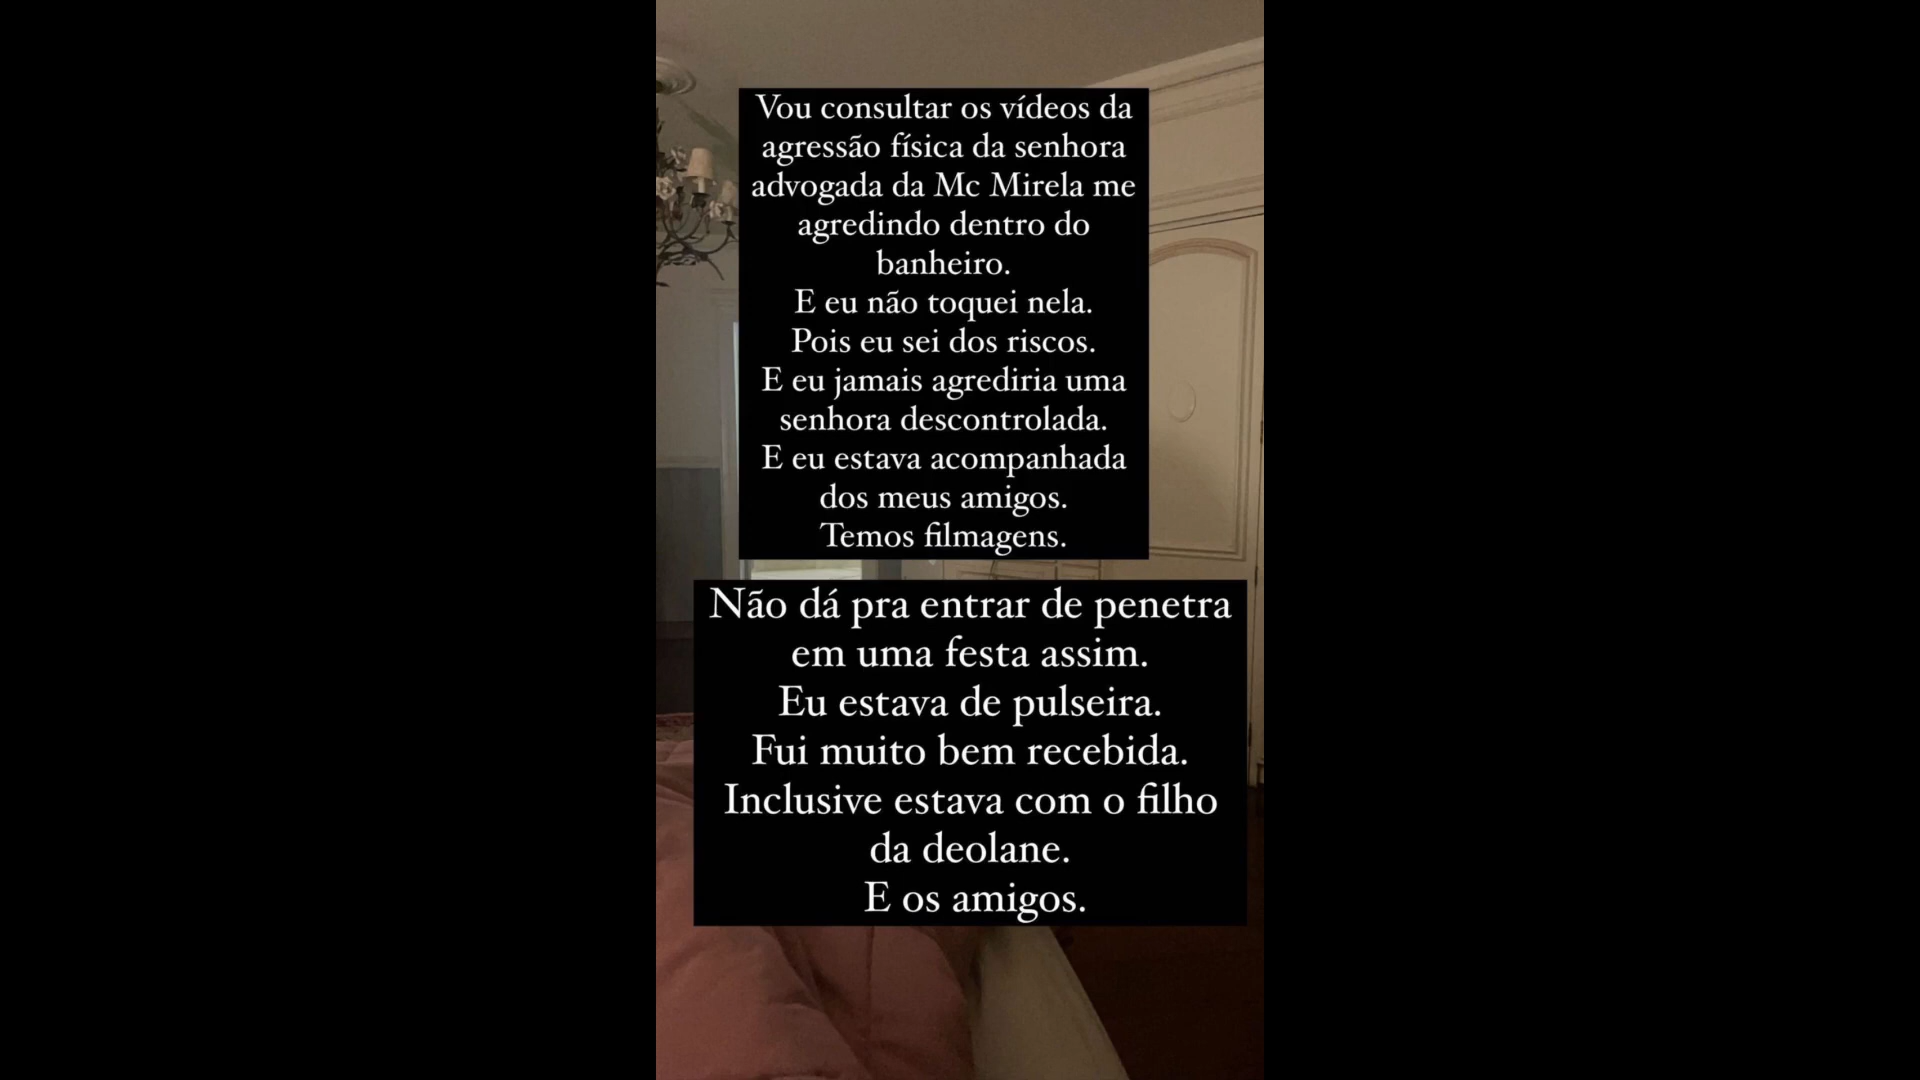 Vou consultar os vídeos da
agressão física da senhora
advogada da Mc Mirela me
agredindo dentro do
banheiro.
E eu não toquei nela.
Pois eu sei dos riscos.
E eu jamais agrediria uma
senhora descontrolada.
E eu estava acompanhada
dos meus amigos.
Temos filmagens.
Não dá pra entrar de penetra
em uma festa assim.
Eu estava de pulseira.
Fui muito bem recebida.
Inclusive estava com o filho
da deolane.
E os amigos.